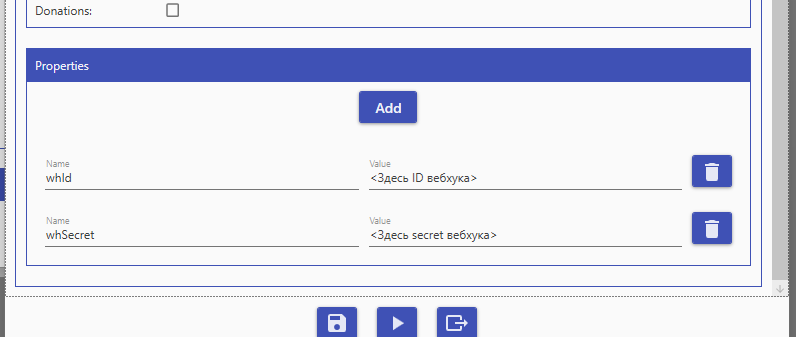 Donations:
Properties
Add
Name
Value
whId
<Здесь ID вебхука>
Name
Value
whSecret
<Здесь secret вебхука>